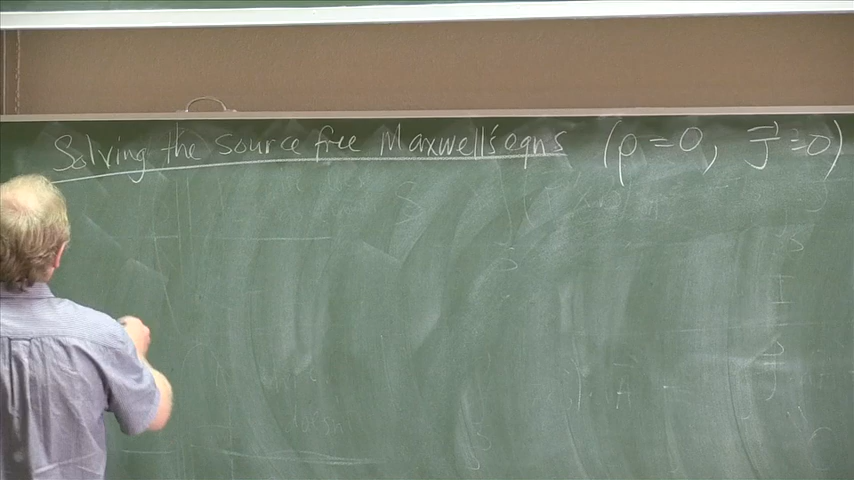 Solving the source free Maxwell's eqns (ρ = 0, J⃗ = 0)